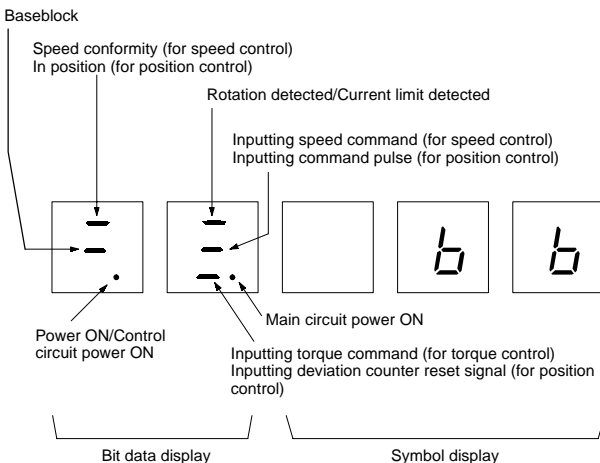 Baseblock
Speed conformity (for speed control)
In position (for position control)
Rotation detected/Current limit detected
Inputting speed command (for speed control)
Inputting command pulse (for position control)
b b
Main circuit power ON
Power ON/Control
circuit power ON
Inputting torque command (for torque control)
Inputting deviation counter reset signal (for position
control)
Bit data display
Symbol display